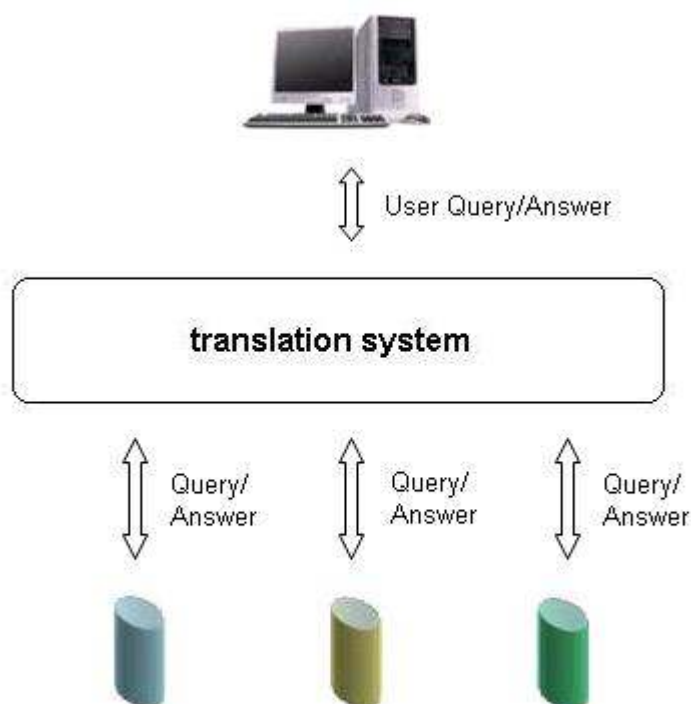 User Query/Answer
translation system
Query/
Answer
Query/
Answer
Query/
Answer